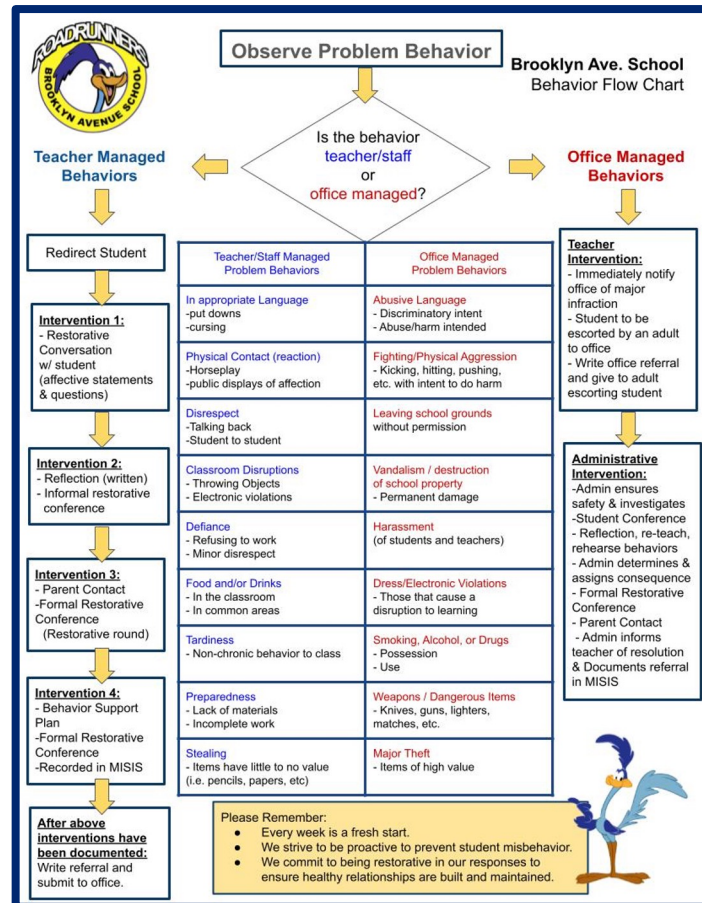 ROADRUNNERS
BROOKLYN AVENUE SCHOOL
Observe Problem Behavior
Brooklyn Ave. School
Behavior Flow Chart
Is the behavior
teacher/staff
or
office managed?
Teacher Managed
Behaviors
Redirect Student
Intervention 1:
- Restorative
Conversation
w/ student
(affective statements
& questions)
Intervention 2:
- Reflection (written)
- Informal restorative
conference
Intervention 3:
- Parent Contact
-Formal Restorative
Conference
(Restorative round)
Intervention 4:
- Behavior Support
Plan
-Formal Restorative
Conference
-Recorded in MISIS
After above
interventions have
been documented:
Write referral and
submit to office.
Teacher/Staff Managed
Problem Behaviors
Office Managed
Problem Behaviors
In appropriate Language
-put downs
- cursing
Abusive Language
- Discriminatory intent
- Abuse/harm intended
Physical Contact (reaction)
- Horseplay
-public displays of affection
Fighting/Physical Aggression
- Kicking, hitting, pushing,
etc. with intent to do harm
Disrespect
-Talking back
-Student to student
Leaving school grounds
without permission
Classroom Disruptions
- Throwing Objects
- Electronic violations
Vandalism / destruction
of school property
- Permanent damage
Defiance
- Refusing to work
- Minor disrespect
Harassment
(of students and teachers)
Food and/or Drinks
- In the classroom
- In common areas
Dress/Electronic Violations
- Those that cause a
disruption to learning
Tardiness
- Non-chronic behavior to class
Smoking, Alcohol, or Drugs
- Possession
- Use
Preparedness
- Lack of materials
- Incomplete work
Weapons / Dangerous Items
- Knives, guns, lighters,
matches, etc.
Stealing
- Items have little to no value
(i.e. pencils, papers, etc)
Major Theft
- Items of high value
Office Managed
Behaviors
Teacher
Intervention:
- Immediately notify
office of major
infraction
- Student to be
escorted by an adult
to office
- Write office referral
and give to adult
escorting student
Administrative
Intervention:
-Admin ensures
safety & investigates
-Student Conference
- Reflection, re-teach,
rehearse behaviors
- Admin determines &
assigns consequence
- Formal Restorative
Conference
- Parent Contact
- Admin informs
teacher of resolution
& Documents referral
in MISIS
Please Remember:
● Every week is a fresh start.
● We strive to be proactive to prevent student misbehavior.
● We commit to being restorative in our responses to
ensure healthy relationships are built and maintained.